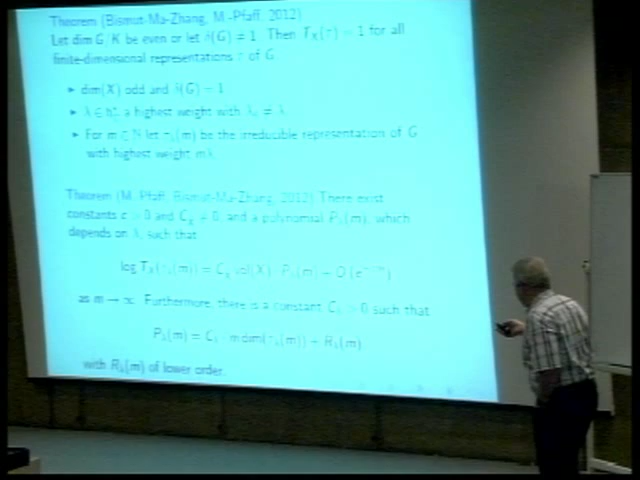 Theorem (Bismut-Ma-Zhang, M.-Pfaff, 2012)
Let dim G/K be even or let δ(G) ≠ 1. Then T_X(τ) = 1 for all
finite-dimensional representations τ of G.
▸ dim(X) odd and δ(G) = 1
▸ λ ∈ a highest weight with
▸ For m ∈ ℕ let τ_λ(m) be the irreducible representation of G
with highest weight mλ.
Theorem (M.-Pfaff, Bismut-Ma-Zhang, 2012) There exist
constants c > 0 and C_X ≠ 0, and a polynomial P_λ(m), which
depends on λ, such that
log T_X(τ_λ(m)) = C_X vol(X) · P_λ(m) + O(
as m → ∞. Furthermore, there is a constant C_λ > 0 such that
P_λ(m) = C_λ · m dim(τ_λ(m)) + R_λ(m)
with R_λ(m) of lower order.